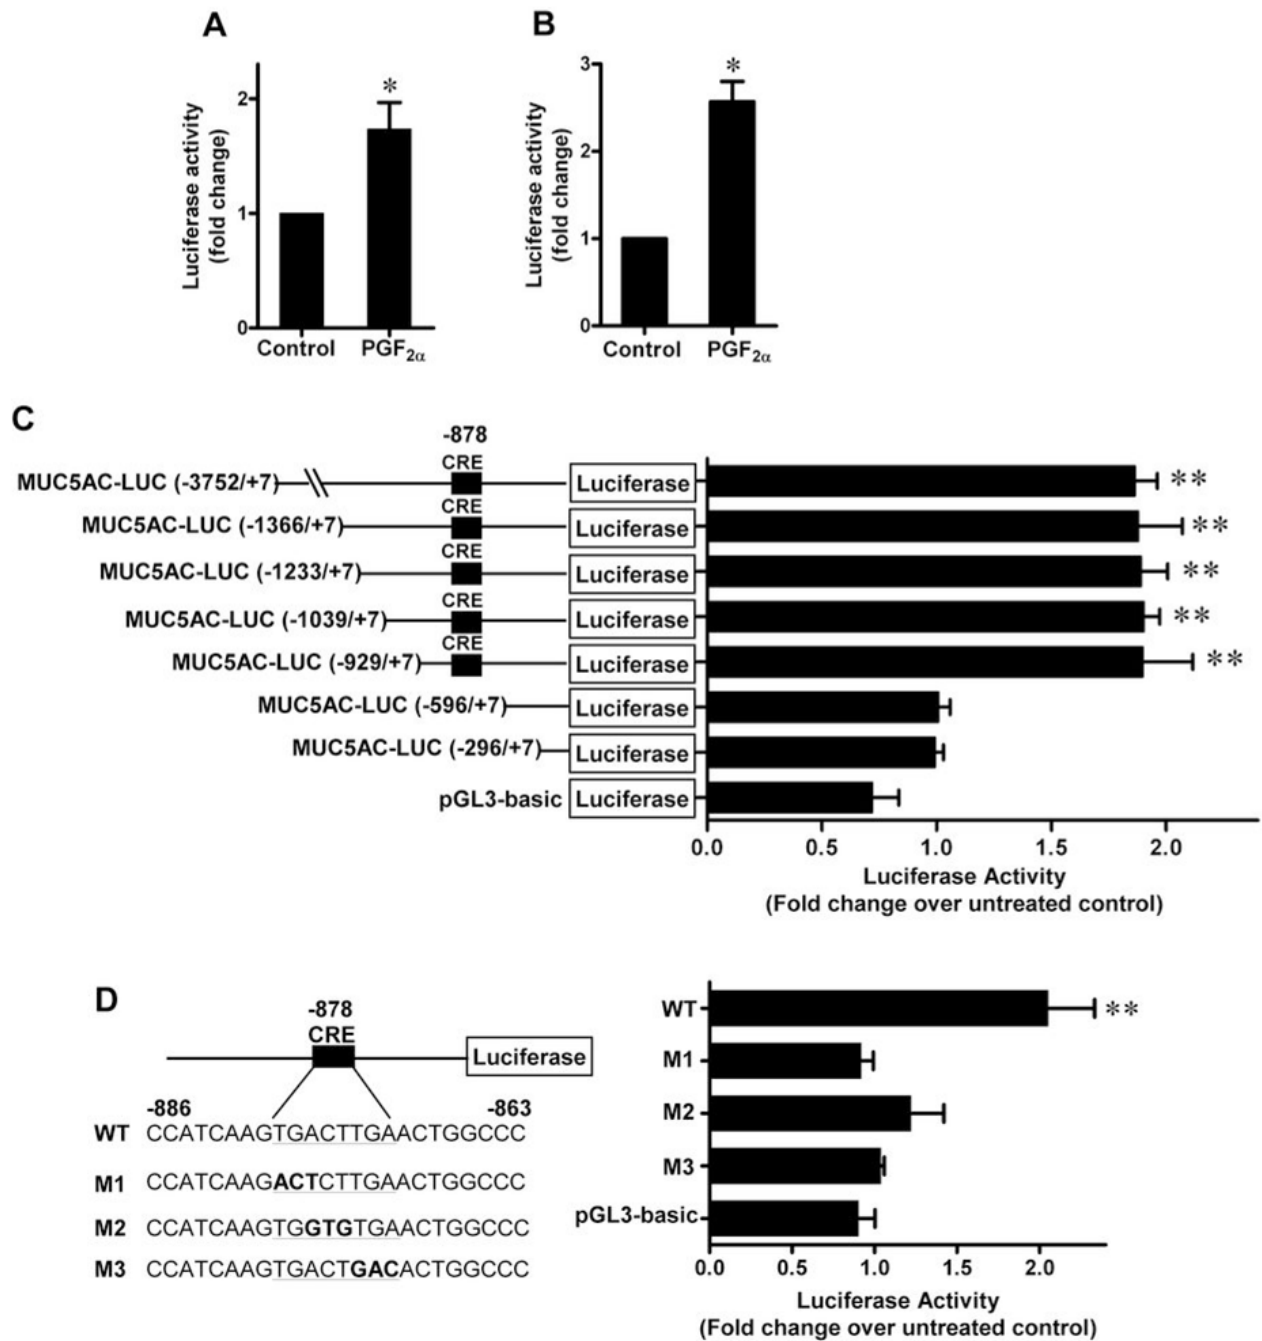 A
B
Luciferase activity
(fold change)
2
1
0
Control
PGF2α
*
Luciferase activity
(fold change)
3
2
1
0
Control
PGF2α
*
C
-878
MUC5AC-LUC (-3752/+7)
CRE
Luciferase
**
MUC5AC-LUC (-1366/+7)
CRE
Luciferase
**
MUC5AC-LUC (-1233/+7)
CRE
Luciferase
**
MUC5AC-LUC (-1039/+7)
CRE
Luciferase
**
MUC5AC-LUC (-929/+7)
CRE
Luciferase
**
MUC5AC-LUC (-596/+7)
Luciferase
MUC5AC-LUC (-296/+7)
Luciferase
pGL3-basic
Luciferase
0.0 0.5 1.0 1.5 2.0
Luciferase Activity
(Fold change over untreated control)
D
-878
CRE
Luciferase
-886 -863
WT CCATCAAGTGACTTGAACTGGCCC
M1 CCATCAAGACTCTTGAACTGGCCC
M2 CCATCAAGTGGTGTGAACTGGCCC
M3 CCATCAAGTGACTGACACTGGCCC
WT
**
M1
M2
M3
pGL3-basic
0.0 0.5 1.0 1.5 2.0
Luciferase Activity
(Fold change over untreated control)